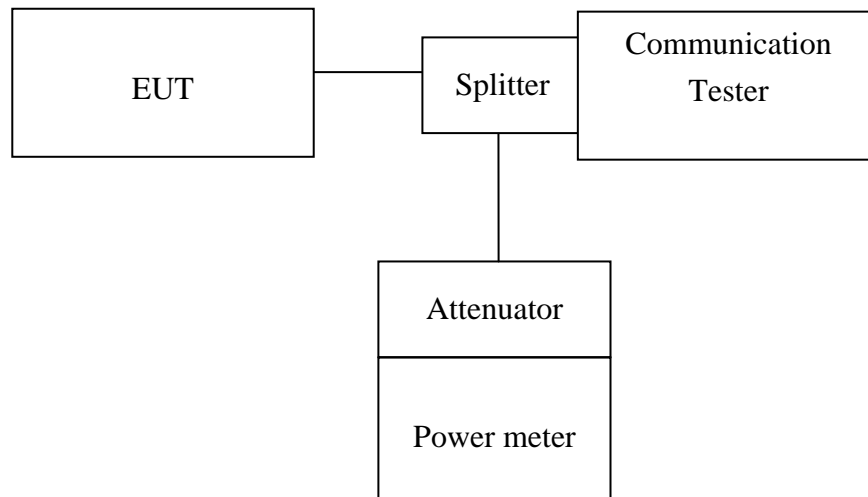 EUT
Splitter
Communication
Tester
Attenuator
Power meter